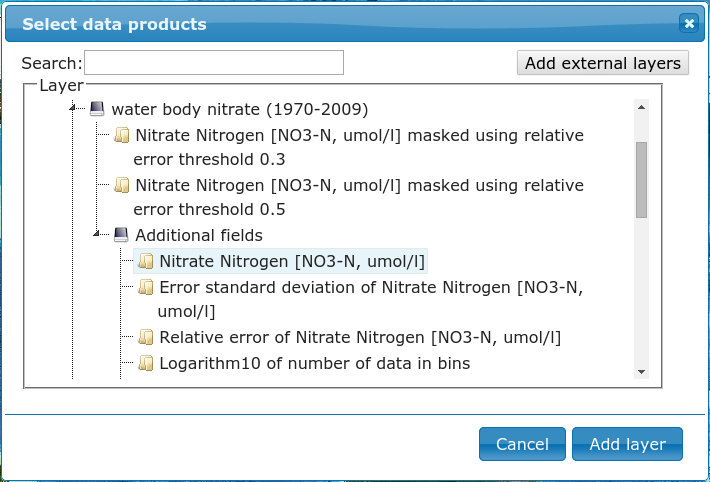 Select data products
Search:
Add external layers
Layer
water body nitrate (1970-2009)
Nitrate Nitrogen [NO3-N, umol/l] masked using relative
error threshold 0.3
Nitrate Nitrogen [NO3-N, umol/l] masked using relative
error threshold 0.5
Additional fields
Nitrate Nitrogen [NO3-N, umol/l]
Error standard deviation of Nitrate Nitrogen [NO3-N,
umol/l]
Relative error of Nitrate Nitrogen [NO3-N, umol/l]
Logarithm10 of number of data in bins
Cancel
Add layer